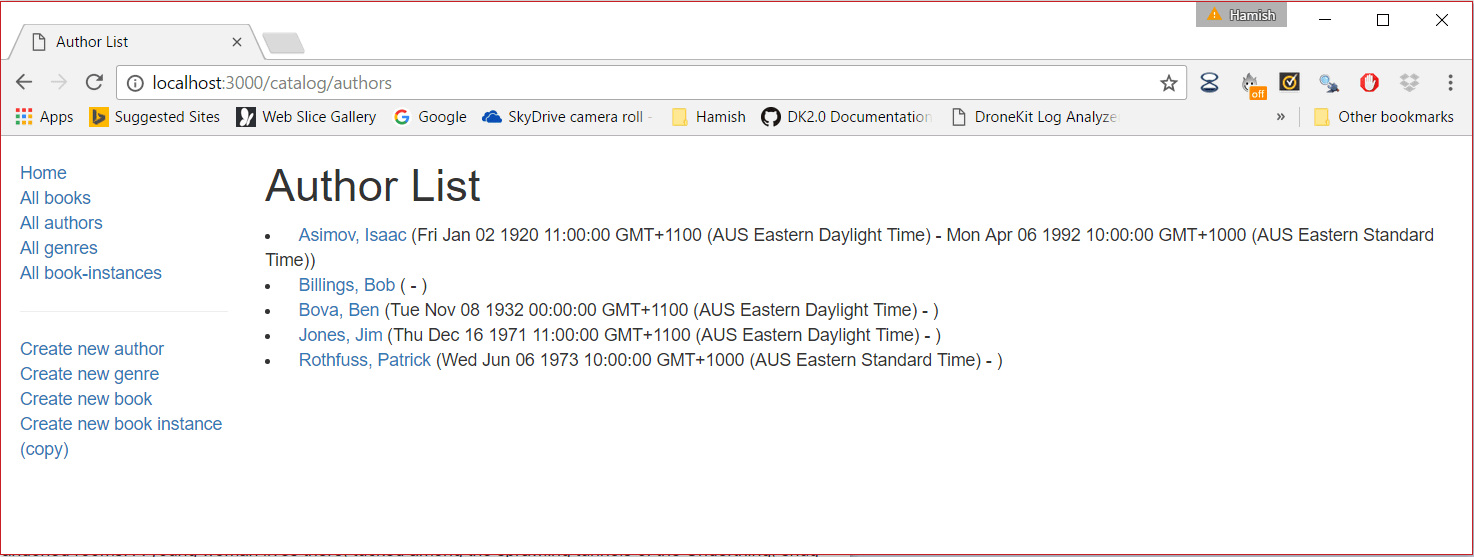 Hamish
Author List
localhost:3000/catalog/authors
off
Apps Suggested Sites Web Slice Gallery Google SkyDrive camera roll - Hamish DK2.0 Documentation DroneKit Log Analyze » Other bookmarks
Home
All books
All authors
All genres
All book-instances
Create new author
Create new genre
Create new book
Create new book instance
(copy)
Author List
• Asimov, Isaac (Fri Jan 02 1920 11:00:00 GMT+1100 (AUS Eastern Daylight Time) - Mon Apr 06 1992 10:00:00 GMT+1000 (AUS Eastern Standard
Time))
• Billings, Bob ( - )
• Bova, Ben (Tue Nov 08 1932 00:00:00 GMT+1100 (AUS Eastern Daylight Time) - )
• Jones, Jim (Thu Dec 16 1971 11:00:00 GMT+1100 (AUS Eastern Daylight Time) - )
• Rothfuss, Patrick (Wed Jun 06 1973 10:00:00 GMT+1000 (AUS Eastern Standard Time) - )